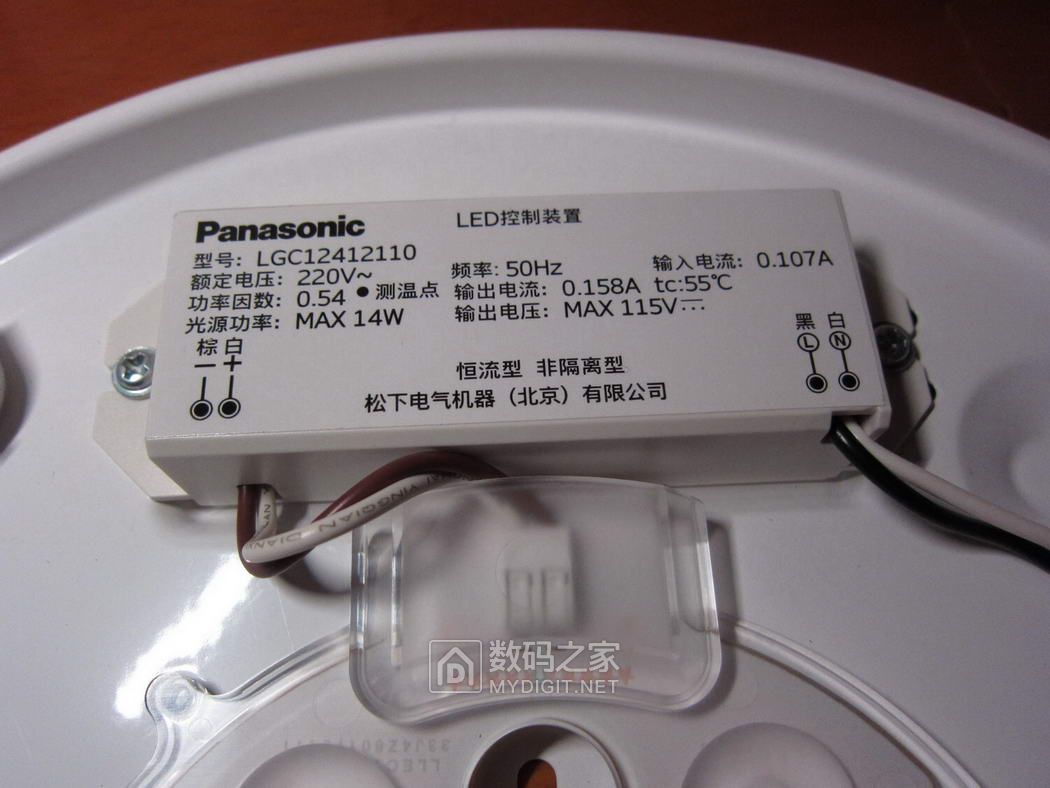 Panasonic LED控制装置
型号: LGC12412110
额定电压: 220V~ 频率: 50Hz 输入电流: 0.107A
功率因数: 0.54 ●测温点 输出电流: 0.158A tc:55℃
光源功率: MAX 14W 输出电压: MAX 115V
棕 白
— +
黑 白
L N
恒流型 非隔离型
松下电气机器（北京）有限公司
YINGQIAN DIAN
数码之家
MYDIGIT.NET